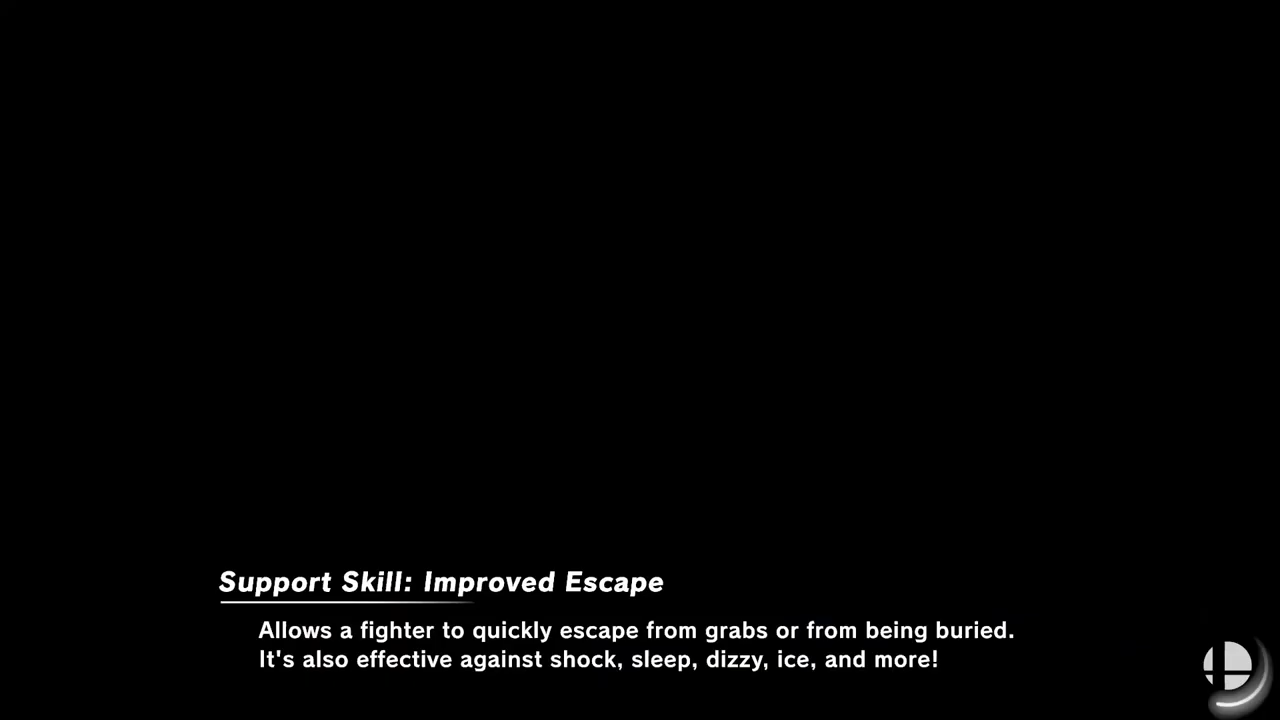 Support Skill: Improved Escape
Allows a fighter to quickly escape from grabs or from being buried.
It's also effective against shock, sleep, dizzy, ice, and more!